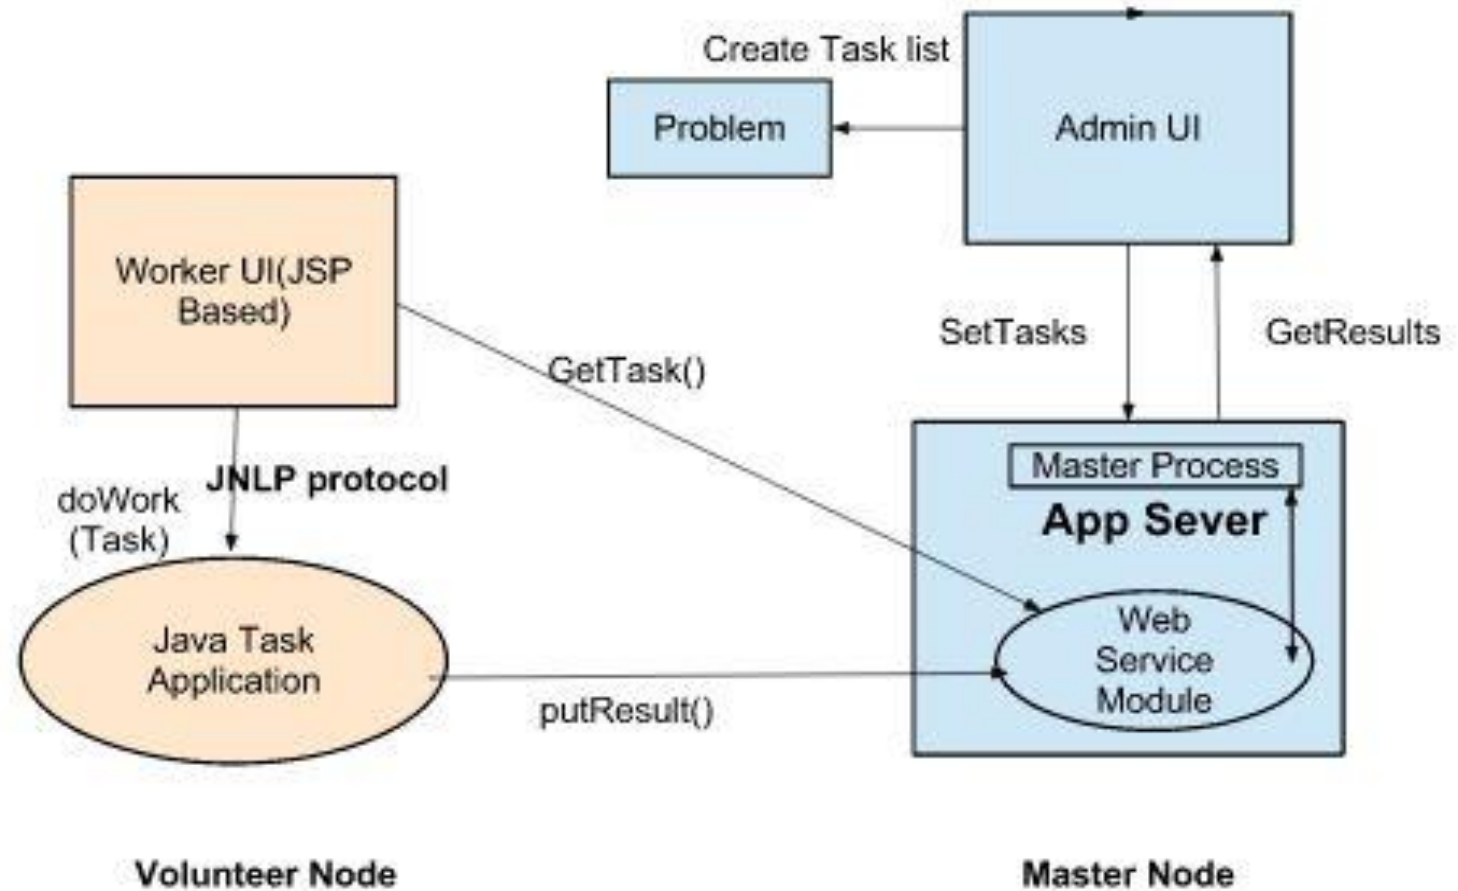 Create Task list
Problem
Admin UI
Worker UI(JSP
Based)
SetTasks
GetResults
GetTask()
JNLP protocol
doWork
(Task)
Master Process
App Sever
Java Task
Application
Web
Service
Module
putResult()
Volunteer Node
Master Node